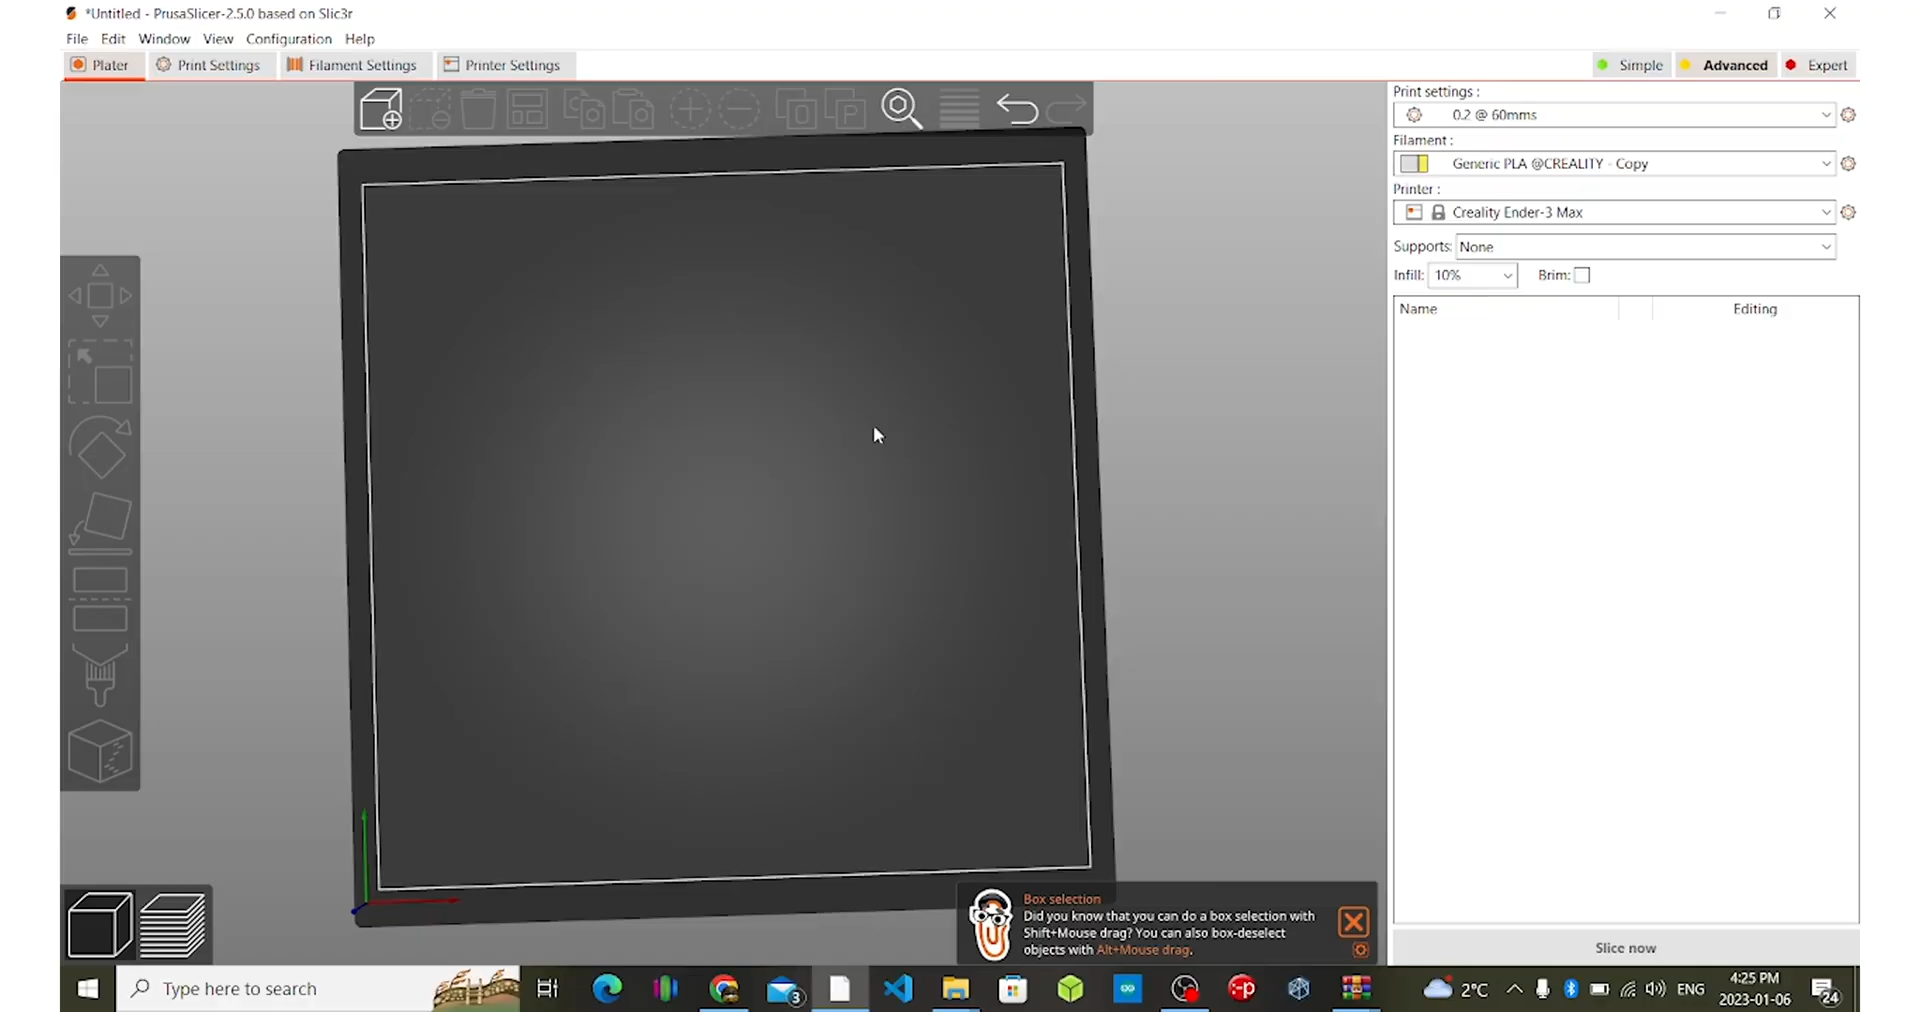 *Untitled - PrusaSlicer-2.5.0 based on Slic3r
File Edit Window View Configuration Help
Plater Print Settings Filament Settings Printer Settings Simple Advanced Expert
Print settings :
0.2 @ 60mms
Filament :
Generic PLA @CREALITY - Copy
Printer :
Creality Ender-3 Max
Supports: None
Infill: 10% Brim:
Name Editing
Box selection
Did you know that you can do a box selection with
Shift+Mouse drag? You can also box-deselect
objects with Alt+Mouse drag.
Slice now
Type here to search
3
2°C
ENG
4:25 PM
2023-01-06
24